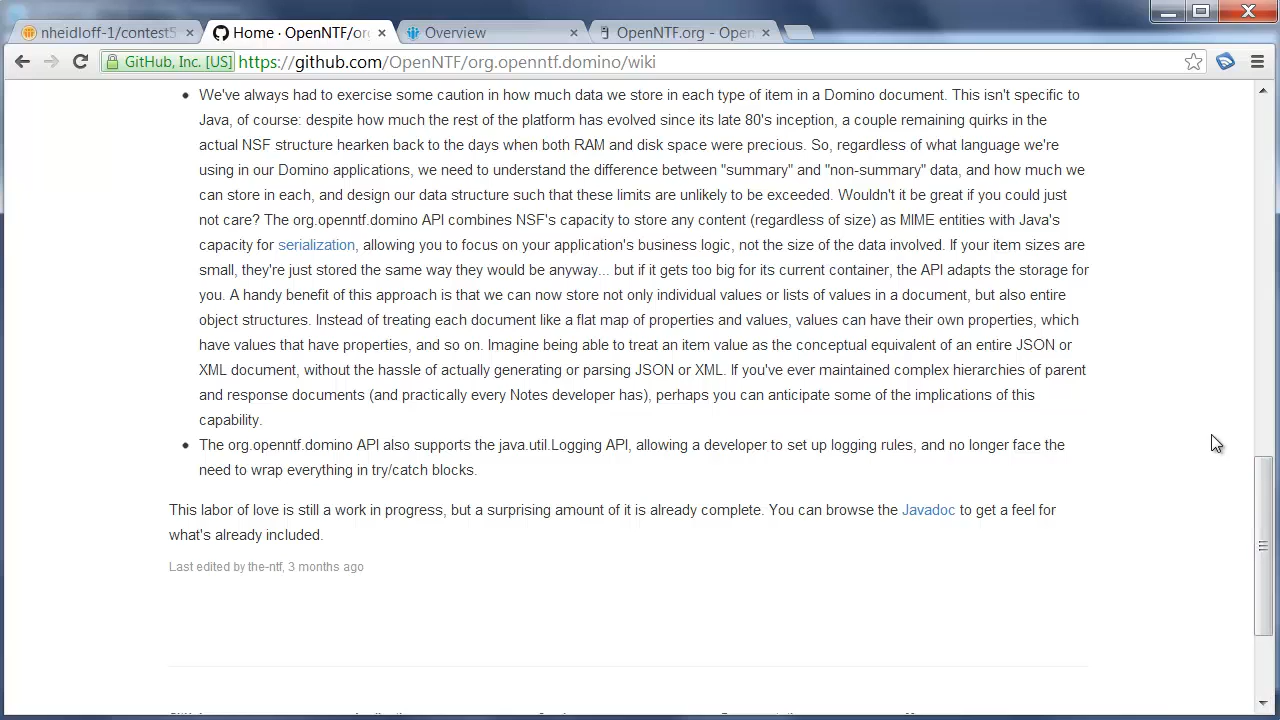 nheidloff-1/contest5
Home · OpenNTF/or
Overview
OpenNTF.org - Open
GitHub, Inc. [US]
https://github.com/OpenNTF/org.openntf.domino/wiki
We've always had to exercise some caution in how much data we store in each type of item in a Domino document. This isn't specific to
Java, of course: despite how much the rest of the platform has evolved since its late 80's inception, a couple remaining quirks in the
actual NSF structure hearken back to the days when both RAM and disk space were precious. So, regardless of what language we're
using in our Domino applications, we need to understand the difference between "summary" and "non-summary" data, and how much we
can store in each, and design our data structure such that these limits are unlikely to be exceeded. Wouldn't it be great if you could just
not care? The org.openntf.domino API combines NSF's capacity to store any content (regardless of size) as MIME entities with Java's
capacity for serialization, allowing you to focus on your application's business logic, not the size of the data involved. If your item sizes are
small, they're just stored the same way they would be anyway... but if it gets too big for its current container, the API adapts the storage for
you. A handy benefit of this approach is that we can now store not only individual values or lists of values in a document, but also entire
object structures. Instead of treating each document like a flat map of properties and values, values can have their own properties, which
have values that have properties, and so on. Imagine being able to treat an item value as the conceptual equivalent of an entire JSON or
XML document, without the hassle of actually generating or parsing JSON or XML. If you've ever maintained complex hierarchies of parent
and response documents (and practically every Notes developer has), perhaps you can anticipate some of the implications of this
capability.
The org.openntf.domino API also supports the java.util.Logging API, allowing a developer to set up logging rules, and no longer face the
need to wrap everything in try/catch blocks.
This labor of love is still a work in progress, but a surprising amount of it is already complete. You can browse the Javadoc to get a feel for
what's already included.
Last edited by the-ntf, 3 months ago